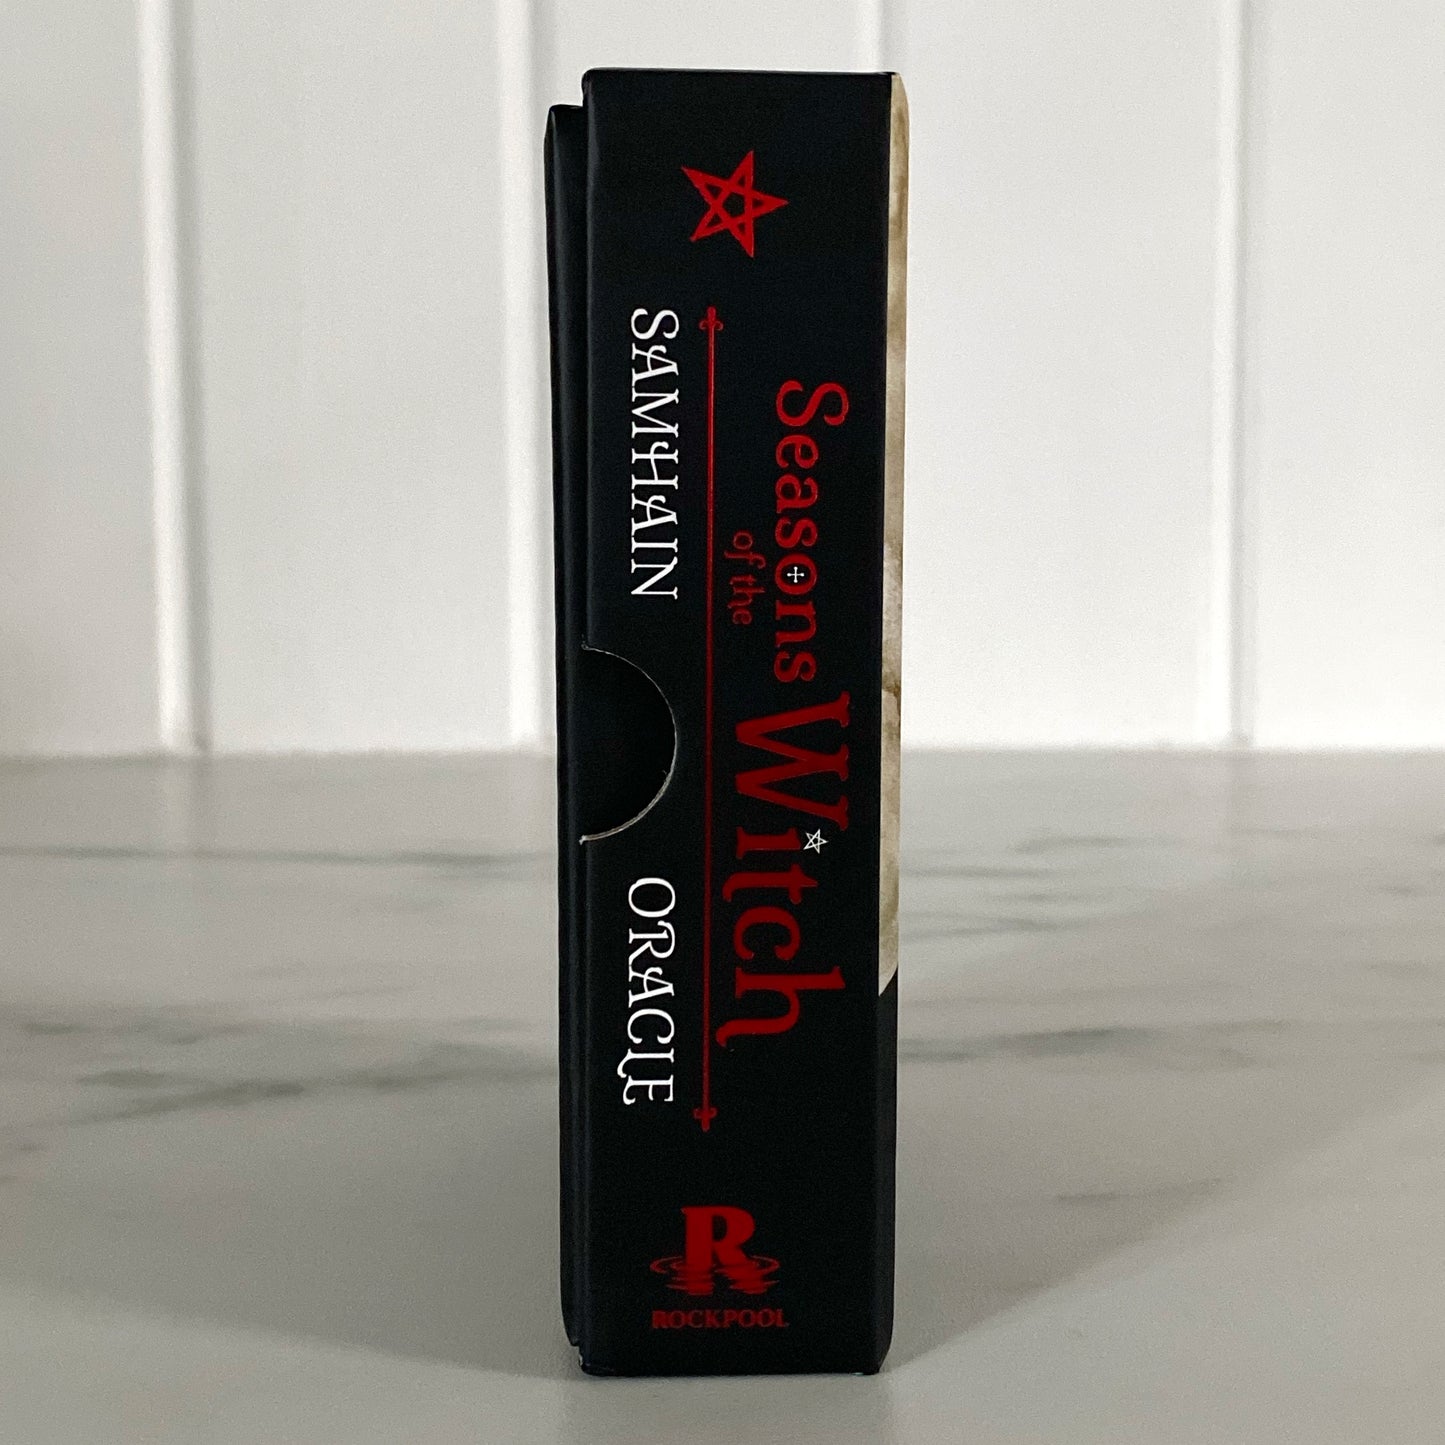 Seasons
of the
Witch
SAMHAIN ORACLE
R
ROCKPOOL